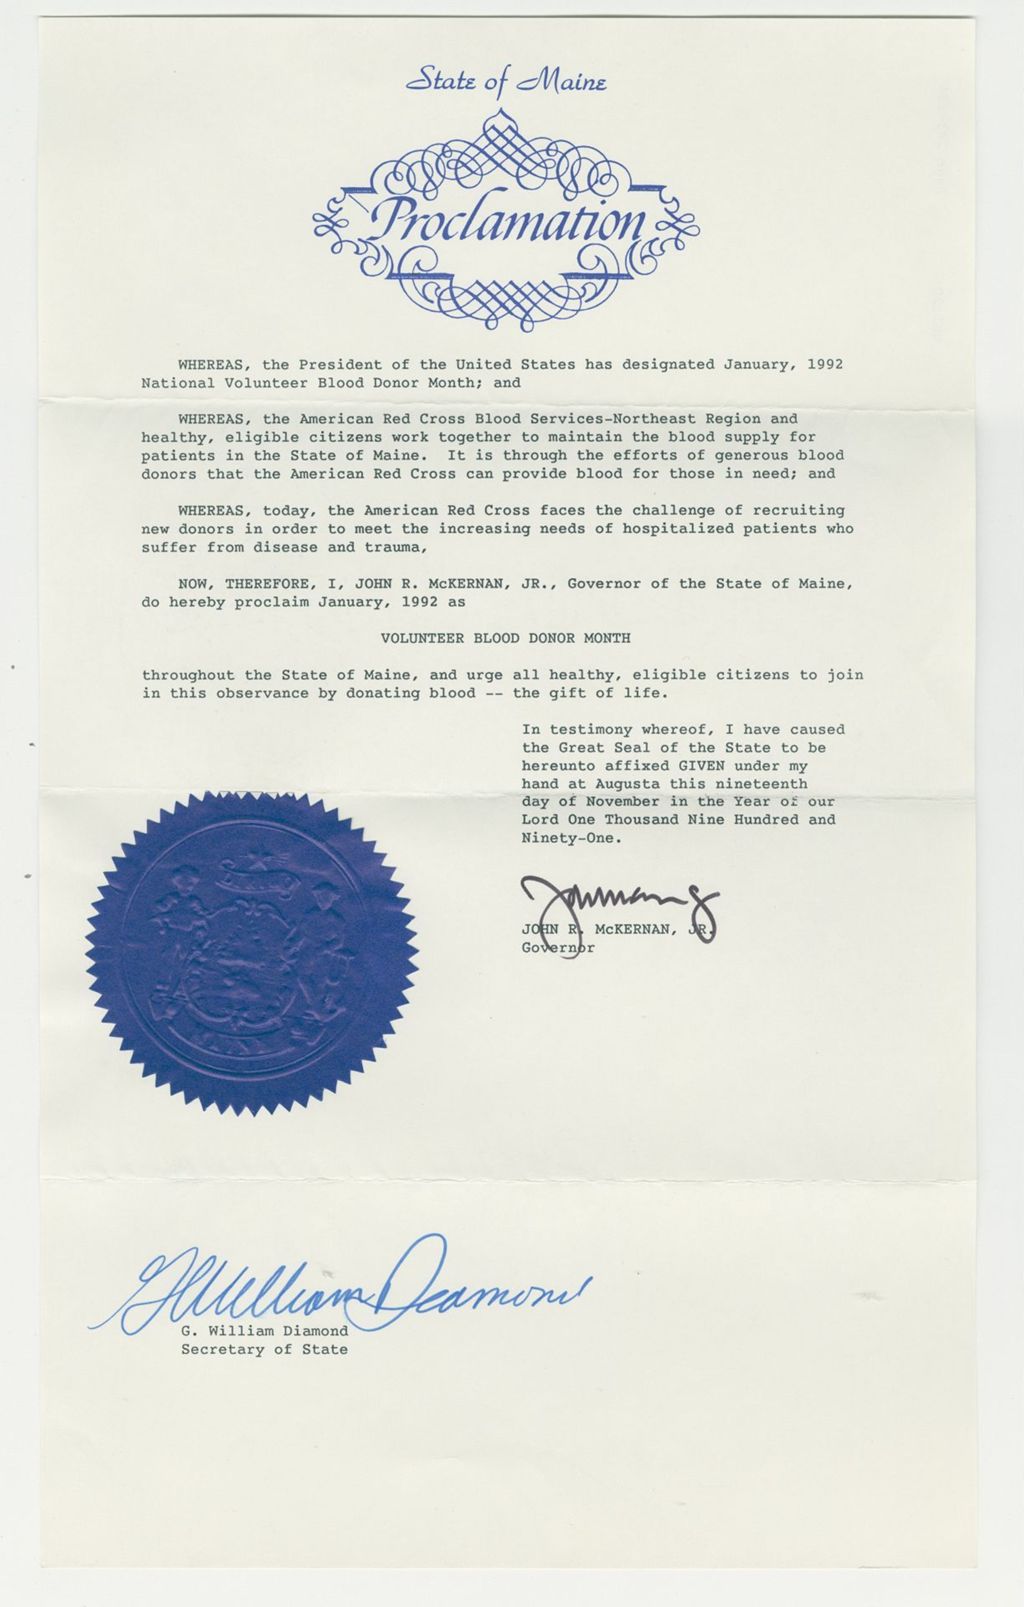 State of Maine
Proclamation
WHEREAS, the President of the United States has designated January, 1992
National Volunteer Blood Donor Month; and
WHEREAS, the American Red Cross Blood Services-Northeast Region and
healthy, eligible citizens work together to maintain the blood supply for
patients in the State of Maine. It is through the efforts of generous blood
donors that the American Red Cross can provide blood for those in need; and
WHEREAS, today, the American Red Cross faces the challenge of recruiting
new donors in order to meet the increasing needs of hospitalized patients who
suffer from disease and trauma,
NOW, THEREFORE, I, JOHN R. McKERNAN, JR., Governor of the State of Maine,
do hereby proclaim January, 1992 as
VOLUNTEER BLOOD DONOR MONTH
throughout the State of Maine, and urge all healthy, eligible citizens to join
in this observance by donating blood -- the gift of life.
In testimony whereof, I have caused
the Great Seal of the State to be
hereunto affixed GIVEN under my
hand at Augusta this nineteenth
day of November in the Year of our
Lord One Thousand Nine Hundred and
Ninety-One.
JOHN R. McKERNAN, JR.
Governor
G William Diamond
G. William Diamond
Secretary of State